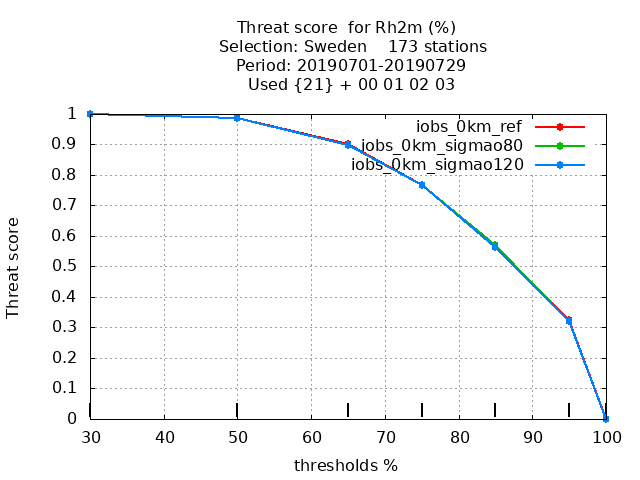 Threat score  for Rh2m (%)
Selection: Sweden    173 stations
Period: 20190701-20190729
Used {21} + 00 01 02 03
Threat score
1
0.9
0.8
0.7
0.6
0.5
0.4
0.3
0.2
0.1
0
iobs_0km_ref
iobs_0km_sigmao80
iobs_0km_sigmao120
30 40 50 60 70 80 90 100
thresholds %